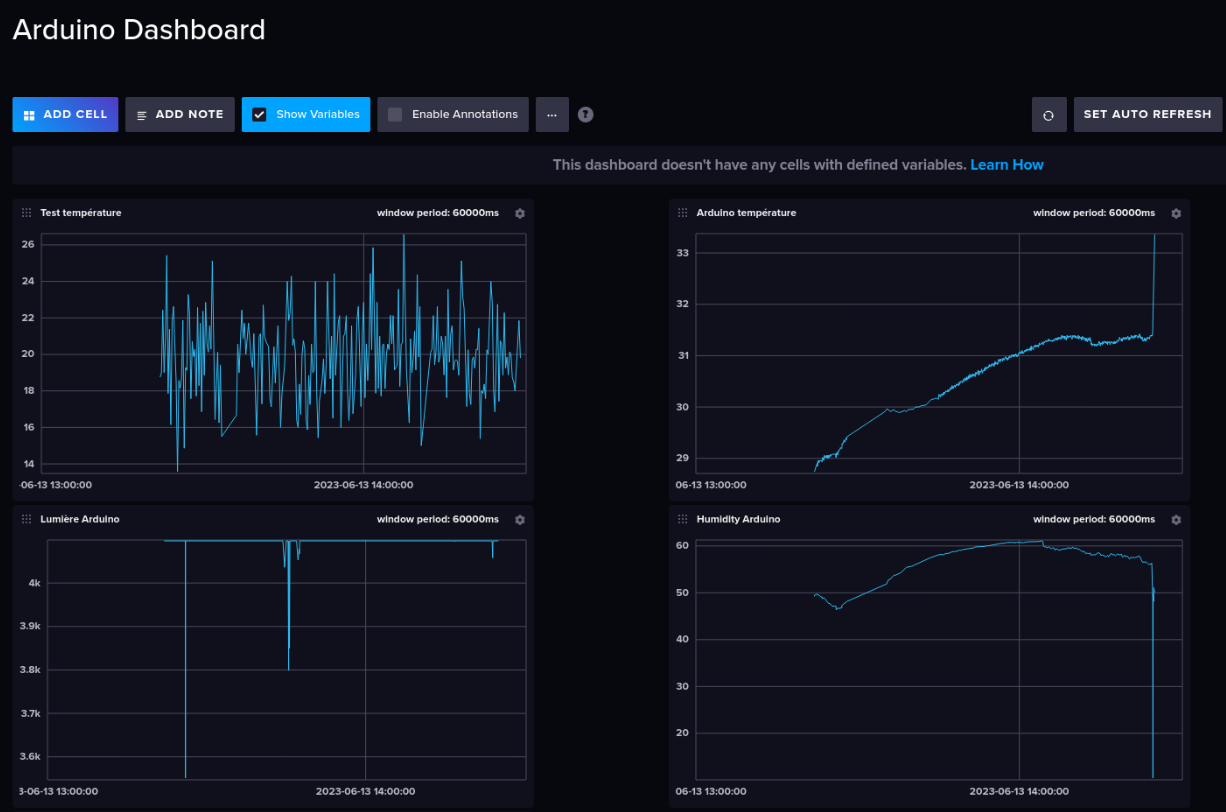 Arduino Dashboard
ADD CELL ADD NOTE Show Variables Enable Annotations ... ? SET AUTO REFRESH
This dashboard doesn't have any cells with defined variables. Learn How
Test température window period: 60000ms
26
24
22
20
18
16
14
-06-13 13:00:00 2023-06-13 14:00:00
Arduino température window period: 60000ms
33
32
31
30
29
06-13 13:00:00 2023-06-13 14:00:00
Lumière Arduino window period: 60000ms
4k
3.9k
3.8k
3.7k
3.6k
3-06-13 13:00:00 2023-06-13 14:00:00
Humidity Arduino window period: 60000ms
60
50
40
30
20
06-13 13:00:00 2023-06-13 14:00:00